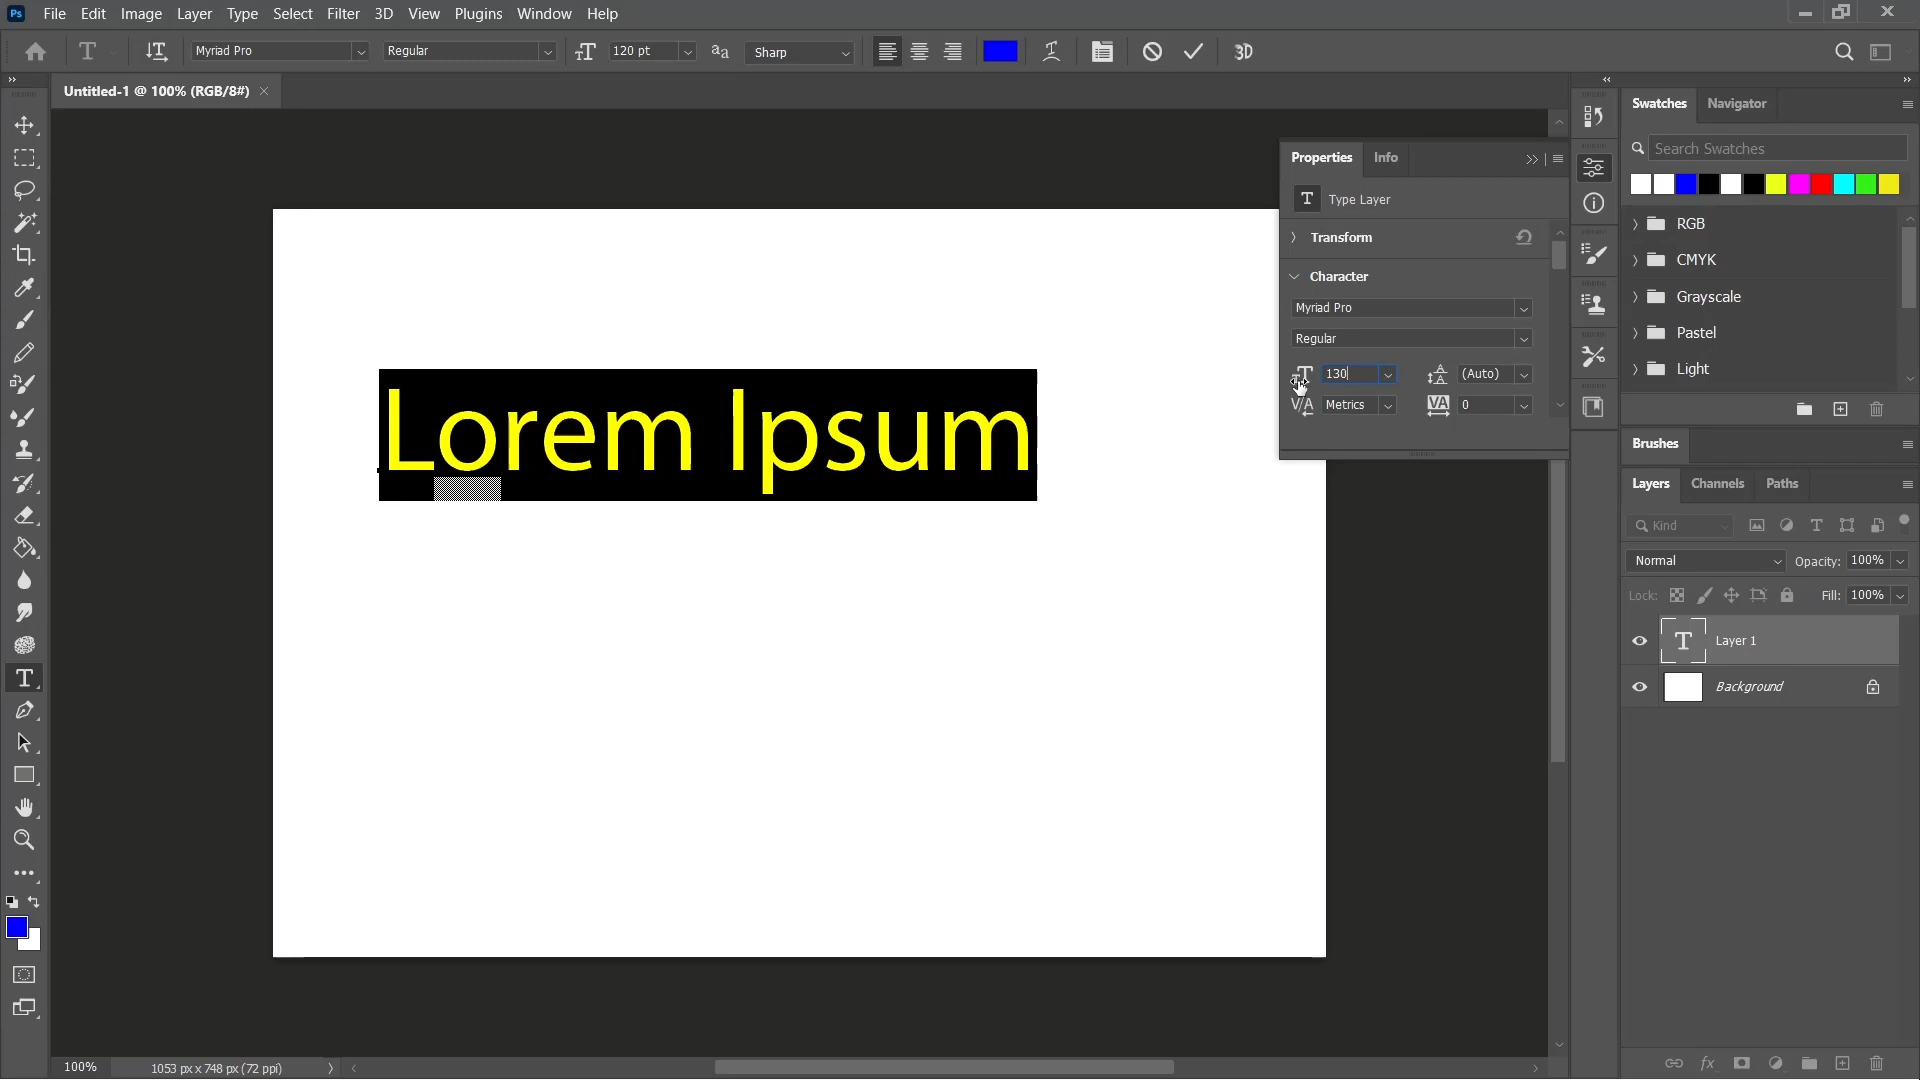 Ps File Edit Image Layer Type Select Filter 3D View Plugins Window Help
T Myriad Pro Regular 120 pt aa Sharp 3D
Untitled-1 @ 100% (RGB/8#)
Swatches Navigator
Search Swatches
RGB
CMYK
Grayscale
Pastel
Light
Properties Info
T Type Layer
Transform
Character
Myriad Pro
Regular
130 (Auto)
Metrics 0
Lorem Ipsum
Brushes
Layers Channels Paths
Kind
Normal Opacity: 100%
Lock: Fill: 100%
T Layer 1
Background
100% 1053 px x 748 px (72 ppi)
fx